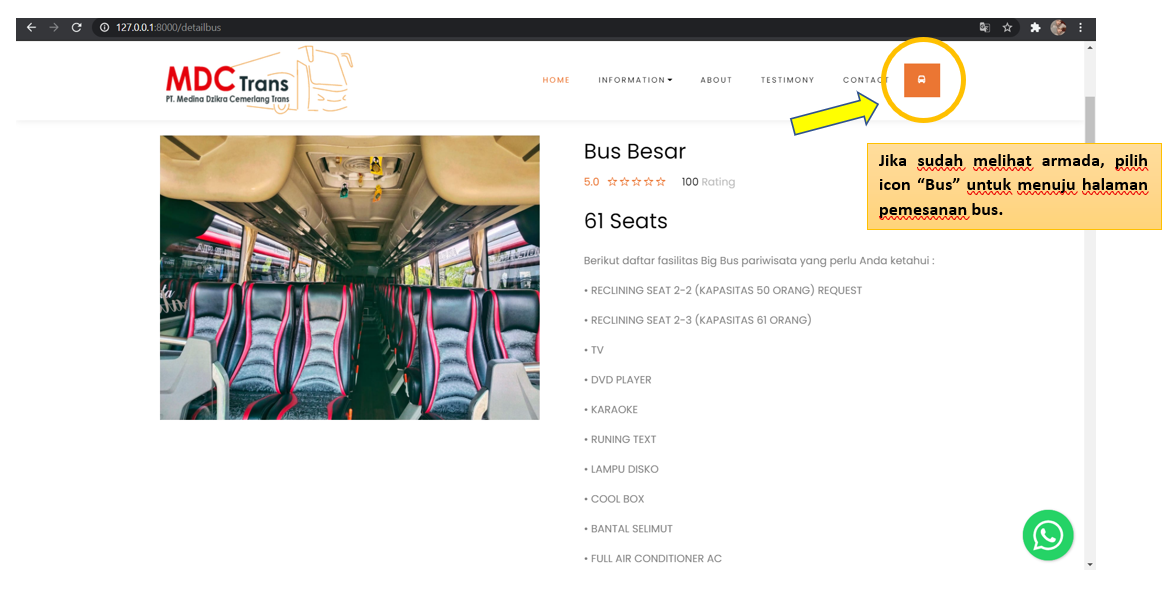 127.0.0.1:8000/detailbus
MDC Trans
PT. Medina Dzikra Cemerlang Trans
HOME INFORMATION ABOUT TESTIMONY CONTACT
Bus Besar
5.0 100 Rating
61 Seats
Berikut daftar fasilitas Big Bus pariwisata yang perlu Anda ketahui :
• RECLINING SEAT 2-2 (KAPASITAS 50 ORANG) REQUEST
• RECLINING SEAT 2-3 (KAPASITAS 61 ORANG)
• TV
• DVD PLAYER
• KARAOKE
• RUNING TEXT
• LAMPU DISKO
• COOL BOX
• BANTAL SELIMUT
• FULL AIR CONDITIONER AC
Jika sudah melihat armada, pilih
icon “Bus” untuk menuju halaman
pemesanan bus.